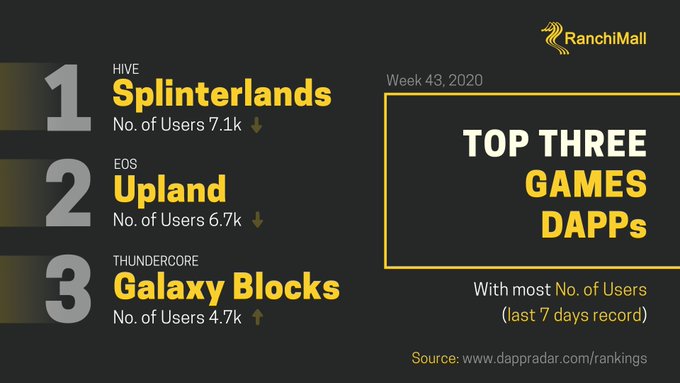 RanchiMall
Week 43, 2020
TOP THREE
GAMES
DAPPs
With most No. of Users
(last 7 days record)
1
HIVE
Splinterlands
No. of Users 7.1k
2
EOS
Upland
No. of Users 6.7k
3
THUNDERCORE
Galaxy Blocks
No. of Users 4.7k
Source: www.dappradar.com/rankings